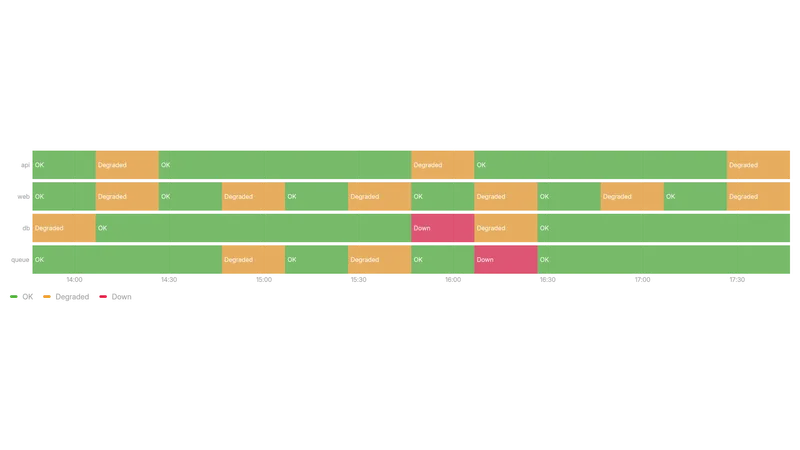 api OK Degraded OK Degraded OK Degraded
web OK Degraded OK Degraded OK Degraded OK Degraded OK Degraded OK Degraded
db Degraded OK Down Degraded OK
queue OK Degraded OK Degraded OK Down OK
14:00 14:30 15:00 15:30 16:00 16:30 17:00 17:30
OK Degraded Down